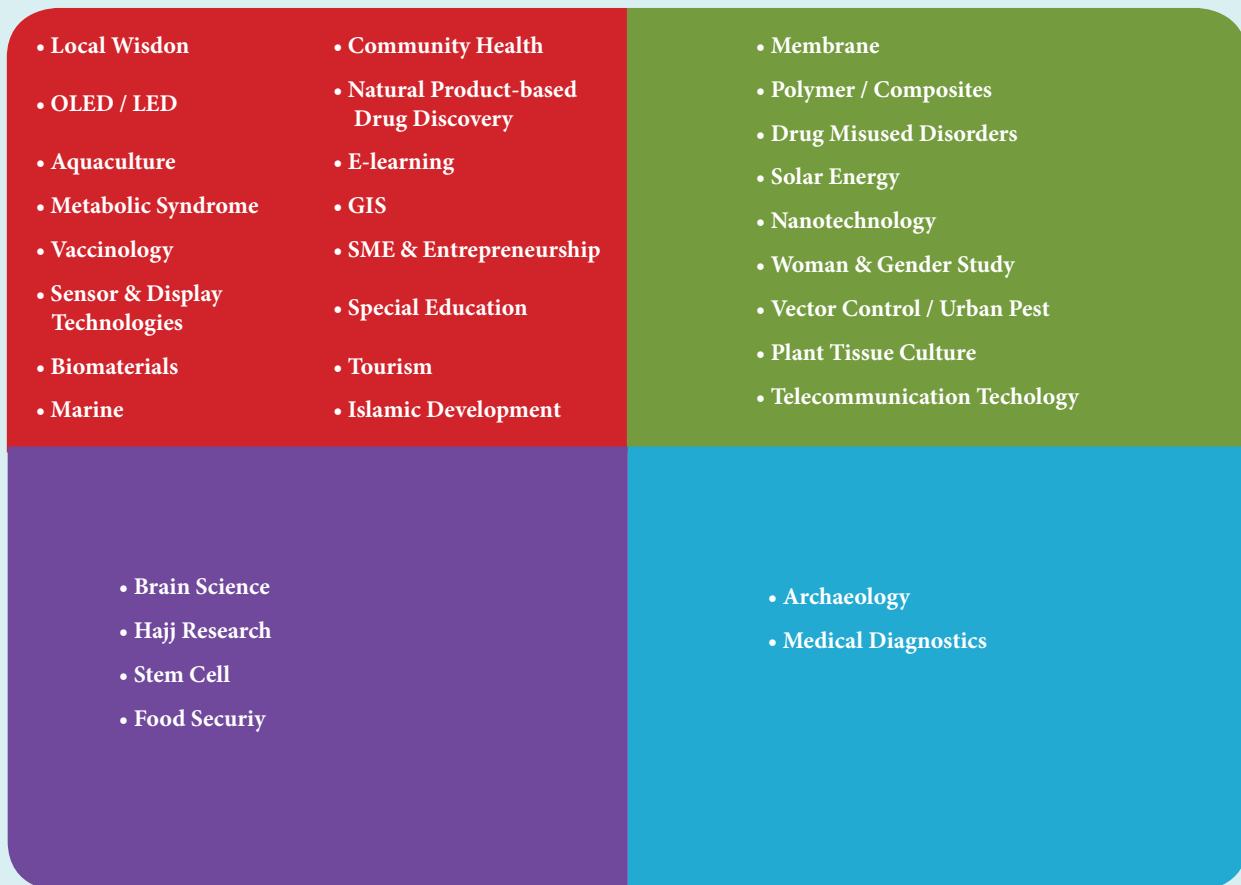 • Local Wisdon
• OLED / LED
• Aquaculture
• Metabolic Syndrome
• Vaccinology
• Sensor & Display
Technologies
• Biomaterials
• Marine
• Community Health
• Natural Product-based
Drug Discovery
• E-learning
• GIS
• SME & Entrepreneurship
• Special Education
• Tourism
• Islamic Development
• Membrane
• Polymer / Composites
• Drug Misused Disorders
• Solar Energy
• Nanotechnology
• Woman & Gender Study
• Vector Control / Urban Pest
• Plant Tissue Culture
• Telecommunication Techology
• Brain Science
• Hajj Research
• Stem Cell
• Food Securiy
• Archaeology
• Medical Diagnostics